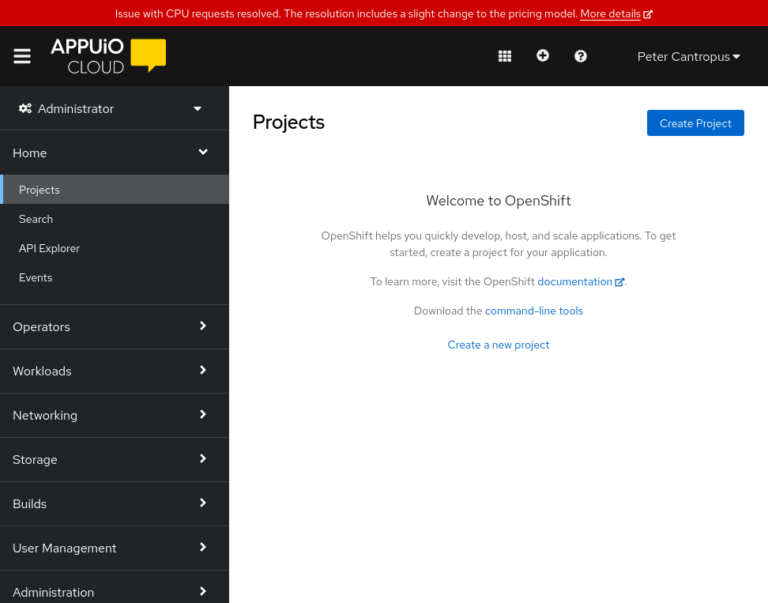 Issue with CPU requests resolved. The resolution includes a slight change to the pricing model. More details
APPUiO
CLOUD
Peter Cantropus
Administrator
Home
Projects
Search
API Explorer
Events
Operators
Workloads
Networking
Storage
Builds
User Management
Administration
Projects
Create Project
Welcome to OpenShift
OpenShift helps you quickly develop, host, and scale applications. To get
started, create a project for your application.
To learn more, visit the OpenShift documentation.
Download the command-line tools
Create a new project